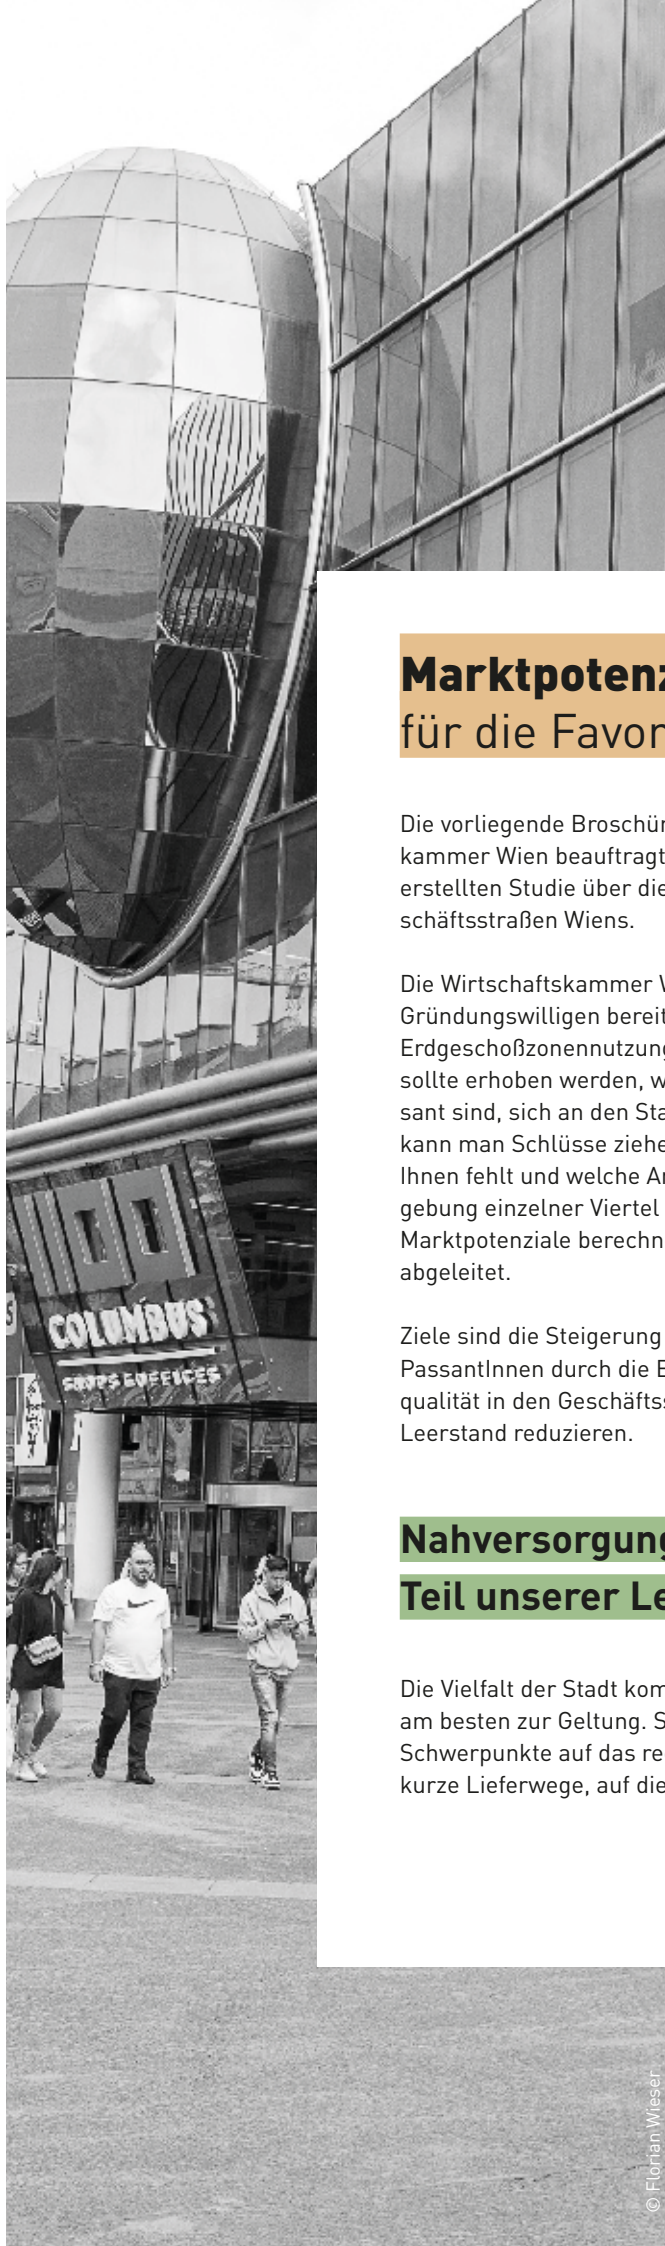 COLUMBUS
SHOPS & OFFICES
Marktpotenz
für die Favor
Die vorliegende Broschür
kammer Wien beauftragt
erstellten Studie über die
schäftsstraßen Wiens.
Die Wirtschaftskammer W
Gründungswilligen bereit
Erdgeschoßzonennutzung
sollte erhoben werden, w
sant sind, sich an den Sta
kann man Schlüsse ziehe
Ihnen fehlt und welche An
gebung einzelner Viertel
Marktpotenziale berechn
abgeleitet.
Ziele sind die Steigerung
PassantInnen durch die B
qualität in den Geschäfts
Leerstand reduzieren.
Nahversorgung
Teil unserer Le
Die Vielfalt der Stadt kom
am besten zur Geltung. S
Schwerpunkte auf das re
kurze Lieferwege, auf die
© Florian Wieser